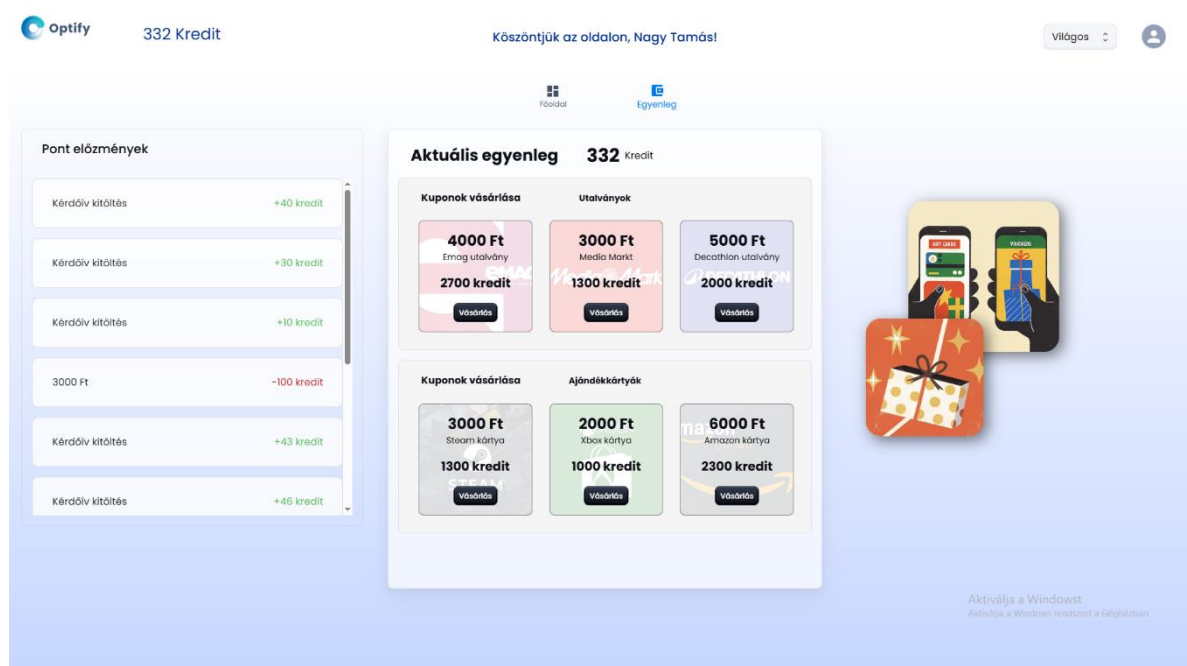 Optify
332 Kredit
Köszöntjük az oldalon, Nagy Tamás!
Világos
Főoldal
Egyenleg
Pont előzmények
Kérdőív kitöltés +40 kredit
Kérdőív kitöltés +30 kredit
Kérdőív kitöltés +10 kredit
3000 Ft -100 kredit
Kérdőív kitöltés +43 kredit
Kérdőív kitöltés +46 kredit
Aktuális egyenleg 332 Kredit
Kuponok vásárlása Utalványok
4000 Ft
Emag utalvány
2700 kredit
Vásárlás
3000 Ft
Media Markt
1300 kredit
Vásárlás
5000 Ft
Decathlon utalvány
2000 kredit
Vásárlás
Kuponok vásárlása Ajándékkártyák
3000 Ft
Steam kártya
1300 kredit
STEAM
Vásárlás
2000 Ft
Xbox kártya
1000 kredit
Vásárlás
6000 Ft
Amazon kártya
2300 kredit
Vásárlás
GIFT CARD
VOUCHERS
Aktiválja a Windowst
Aktiválja a Windows rendszert a Gépházban.